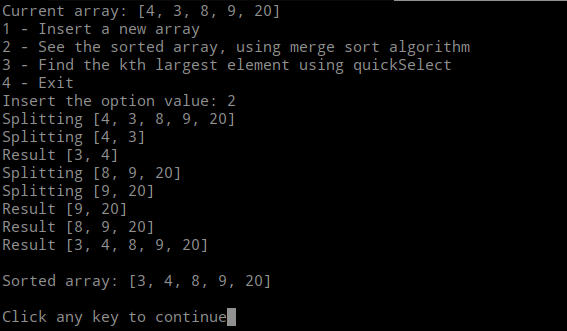 Current array: [4, 3, 8, 9, 20]
1 - Insert a new array
2 - See the sorted array, using merge sort algorithm
3 - Find the kth largest element using quickSelect
4 - Exit
Insert the option value: 2
Splitting [4, 3, 8, 9, 20]
Splitting [4, 3]
Result [3, 4]
Splitting [8, 9, 20]
Splitting [9, 20]
Result [9, 20]
Result [8, 9, 20]
Result [3, 4, 8, 9, 20]
Sorted array: [3, 4, 8, 9, 20]
Click any key to continue